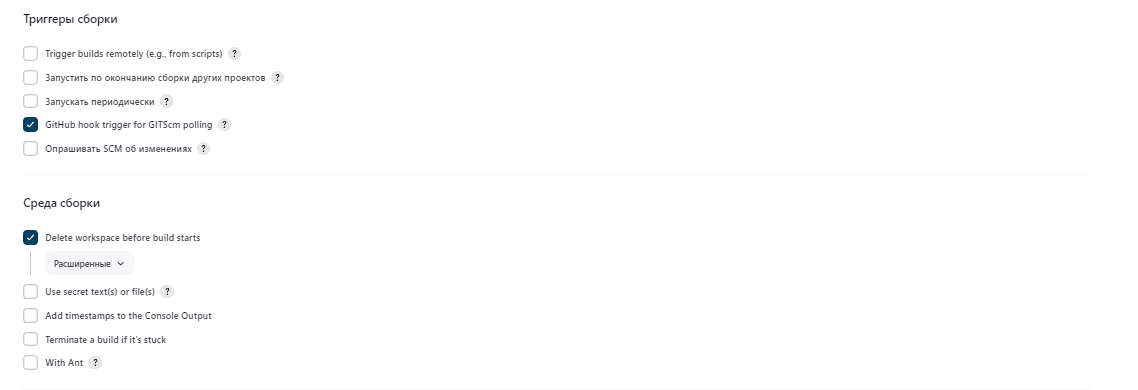 Триггеры сборки
Trigger builds remotely (e.g., from scripts) ?
Запустить по окончанию сборки других проектов ?
Запускать периодически ?
GitHub hook trigger for GITScm polling ?
Опрашивать SCM об изменениях ?
Среда сборки
Delete workspace before build starts
Расширенные
Use secret text(s) or file(s) ?
Add timestamps to the Console Output
Terminate a build if it's stuck
With Ant ?